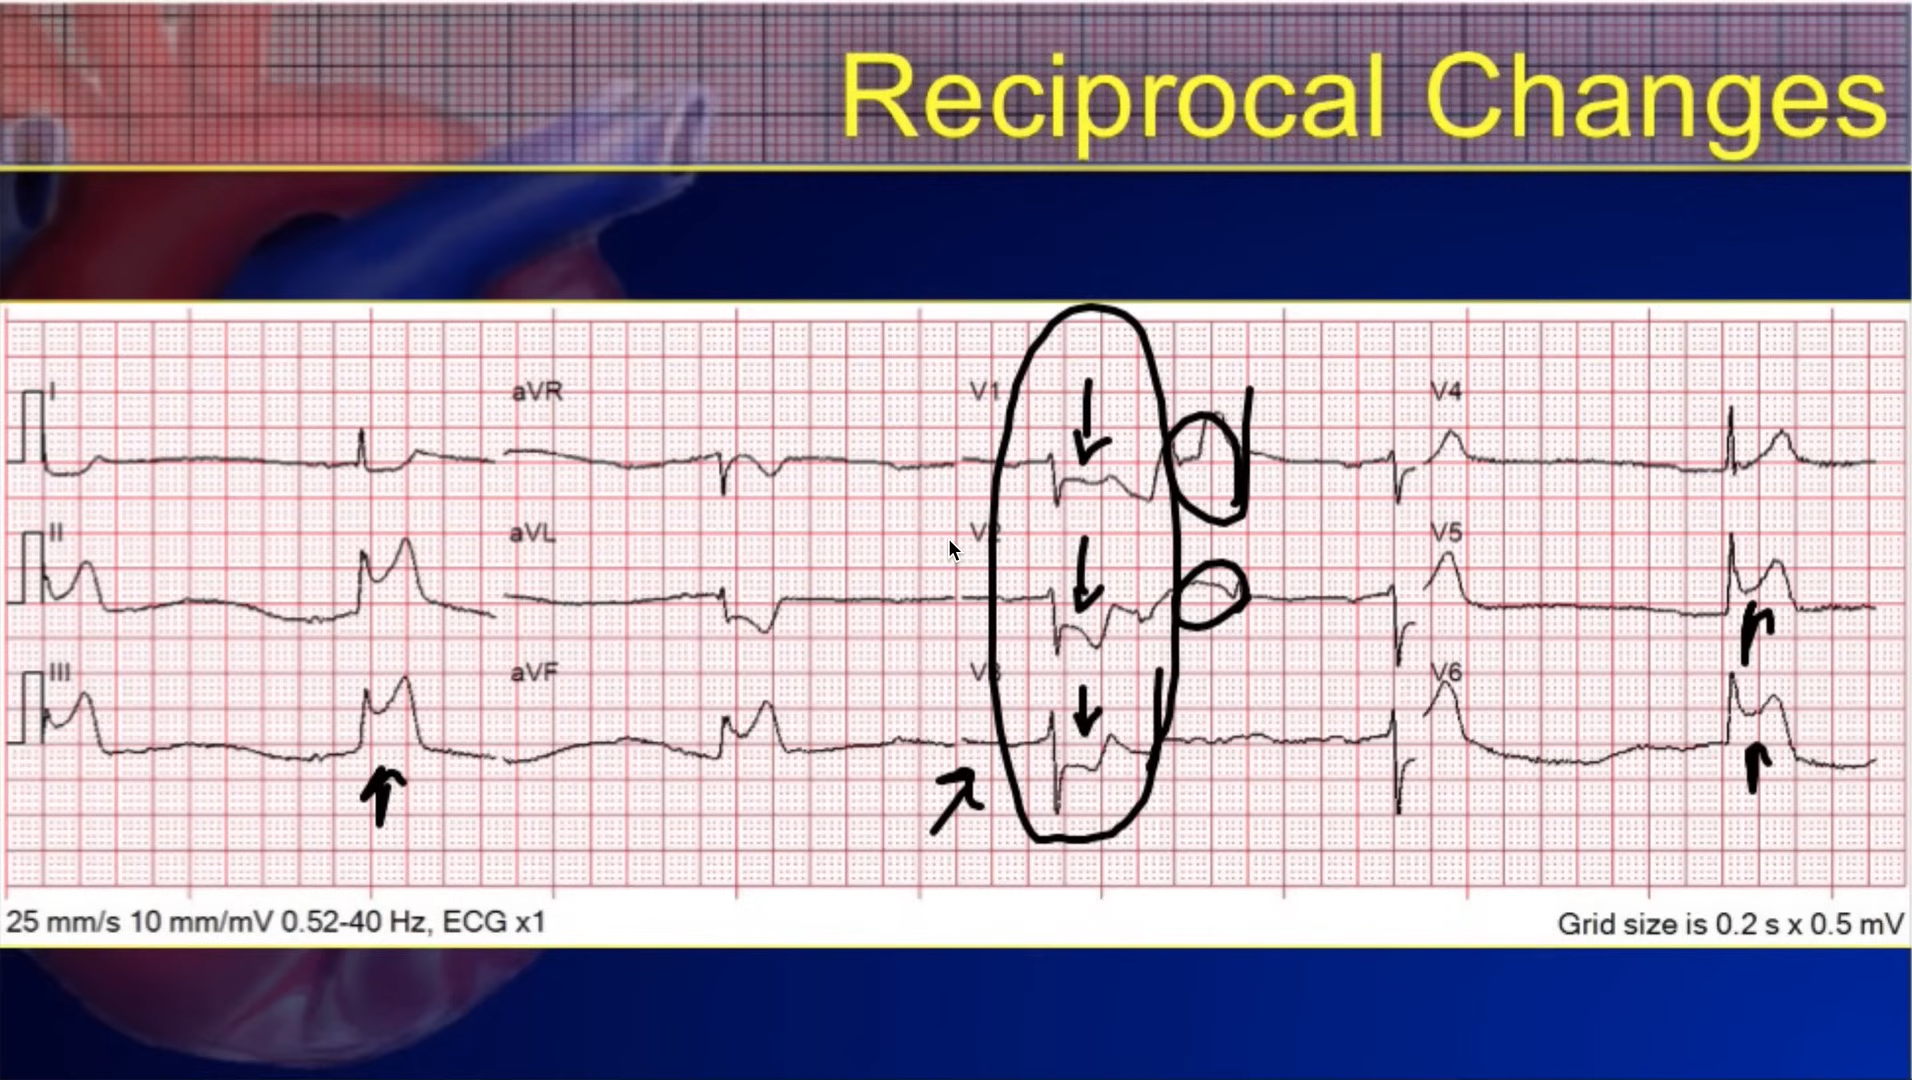 Reciprocal Changes
I aVR V1 V4
II aVL V2 V5
III aVF V3 V6
25 mm/s 10 mm/mV 0.52-40 Hz, ECG x1
Grid size is 0.2 s x 0.5 mV